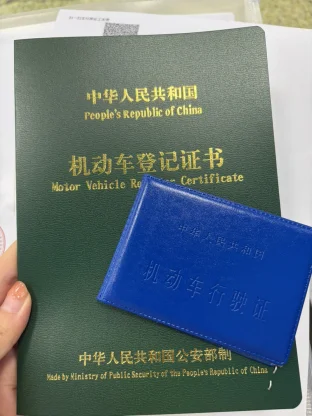 中华人民共和国
People's Republic of China
机动车登记证书
Motor Vehicle Certificate
中华人民共和国
机动车行驶证
中华人民共和国公安部制
Made by Ministry of Public Security of the People's Republic of China